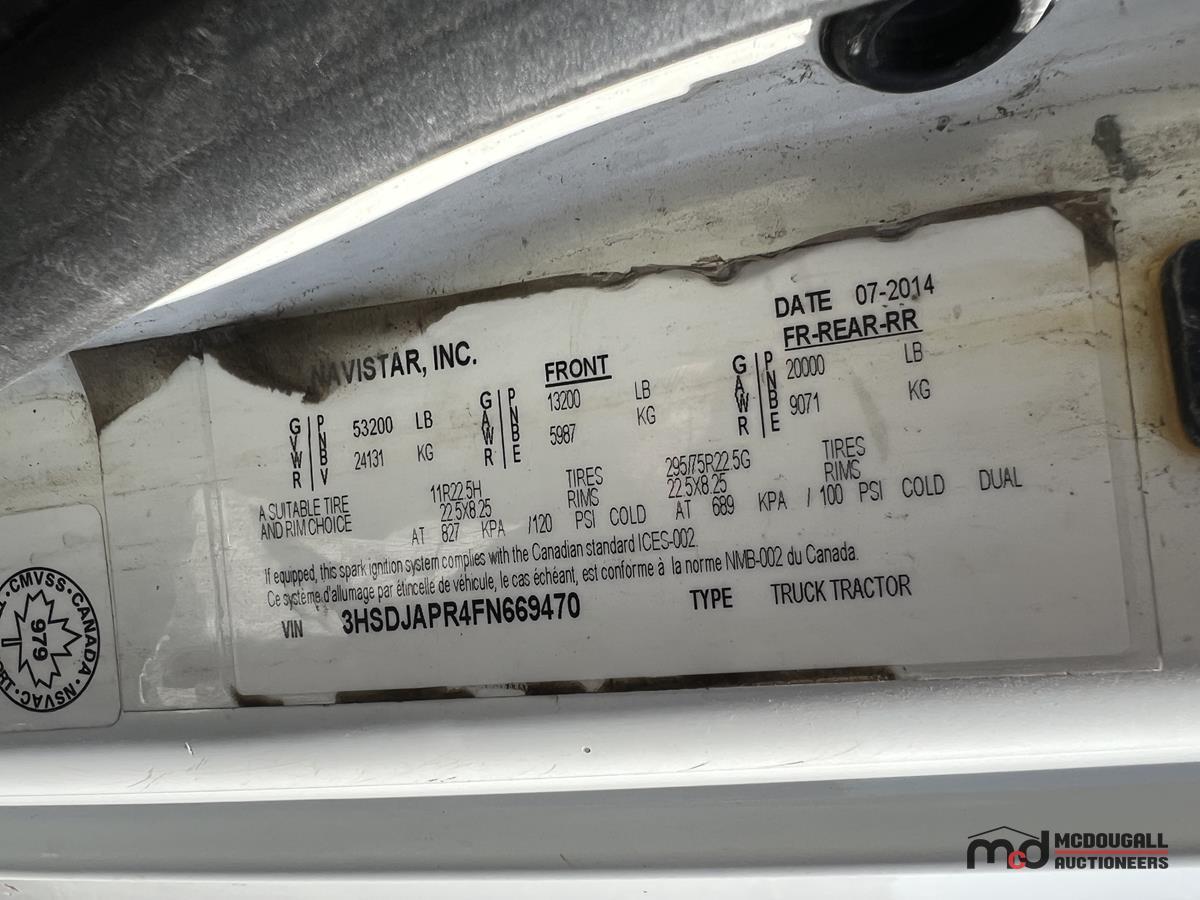 DATE 07-2014
NAVISTAR, INC. FRONT FR-REAR-RR
GVWR PNBV 53200 LB GAWR PNBE 13200 LB GAWR PNBE 20000 LB
24131 KG 5987 KG 9071 KG
A SUITABLE TIRE 11R22.5H TIRES 295/75R22.5G TIRES
AND RIM CHOICE 22.5X8.25 RIMS 22.5X8.25 RIMS
AT 827 KPA /120 PSI COLD AT 689 KPA / 100 PSI COLD DUAL
If equipped, this spark ignition system complies with the Canadian standard ICES-002
Ce système d'allumage par étincelle de véhicule, le cas échéant, est conforme à la norme NMB-002 du Canada.
VIN 3HSDJAPR4FN669470 TYPE TRUCK TRACTOR
CMVSS·CANADA·NSVAC·
979
mcd MCDOUGALL
AUCTIONEERS